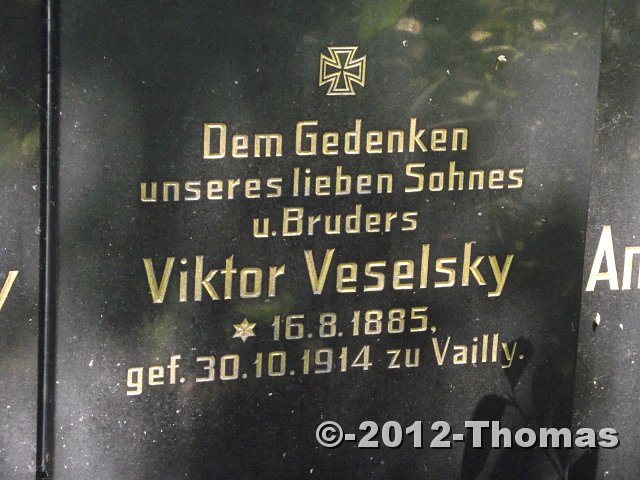 Dem Gedenken
unseres lieben Sohnes
u. Bruders
Viktor Veselsky
* 16.8.1885,
gef. 30.10.1914 zu Vailly.
y
An
©-2012-Thomas